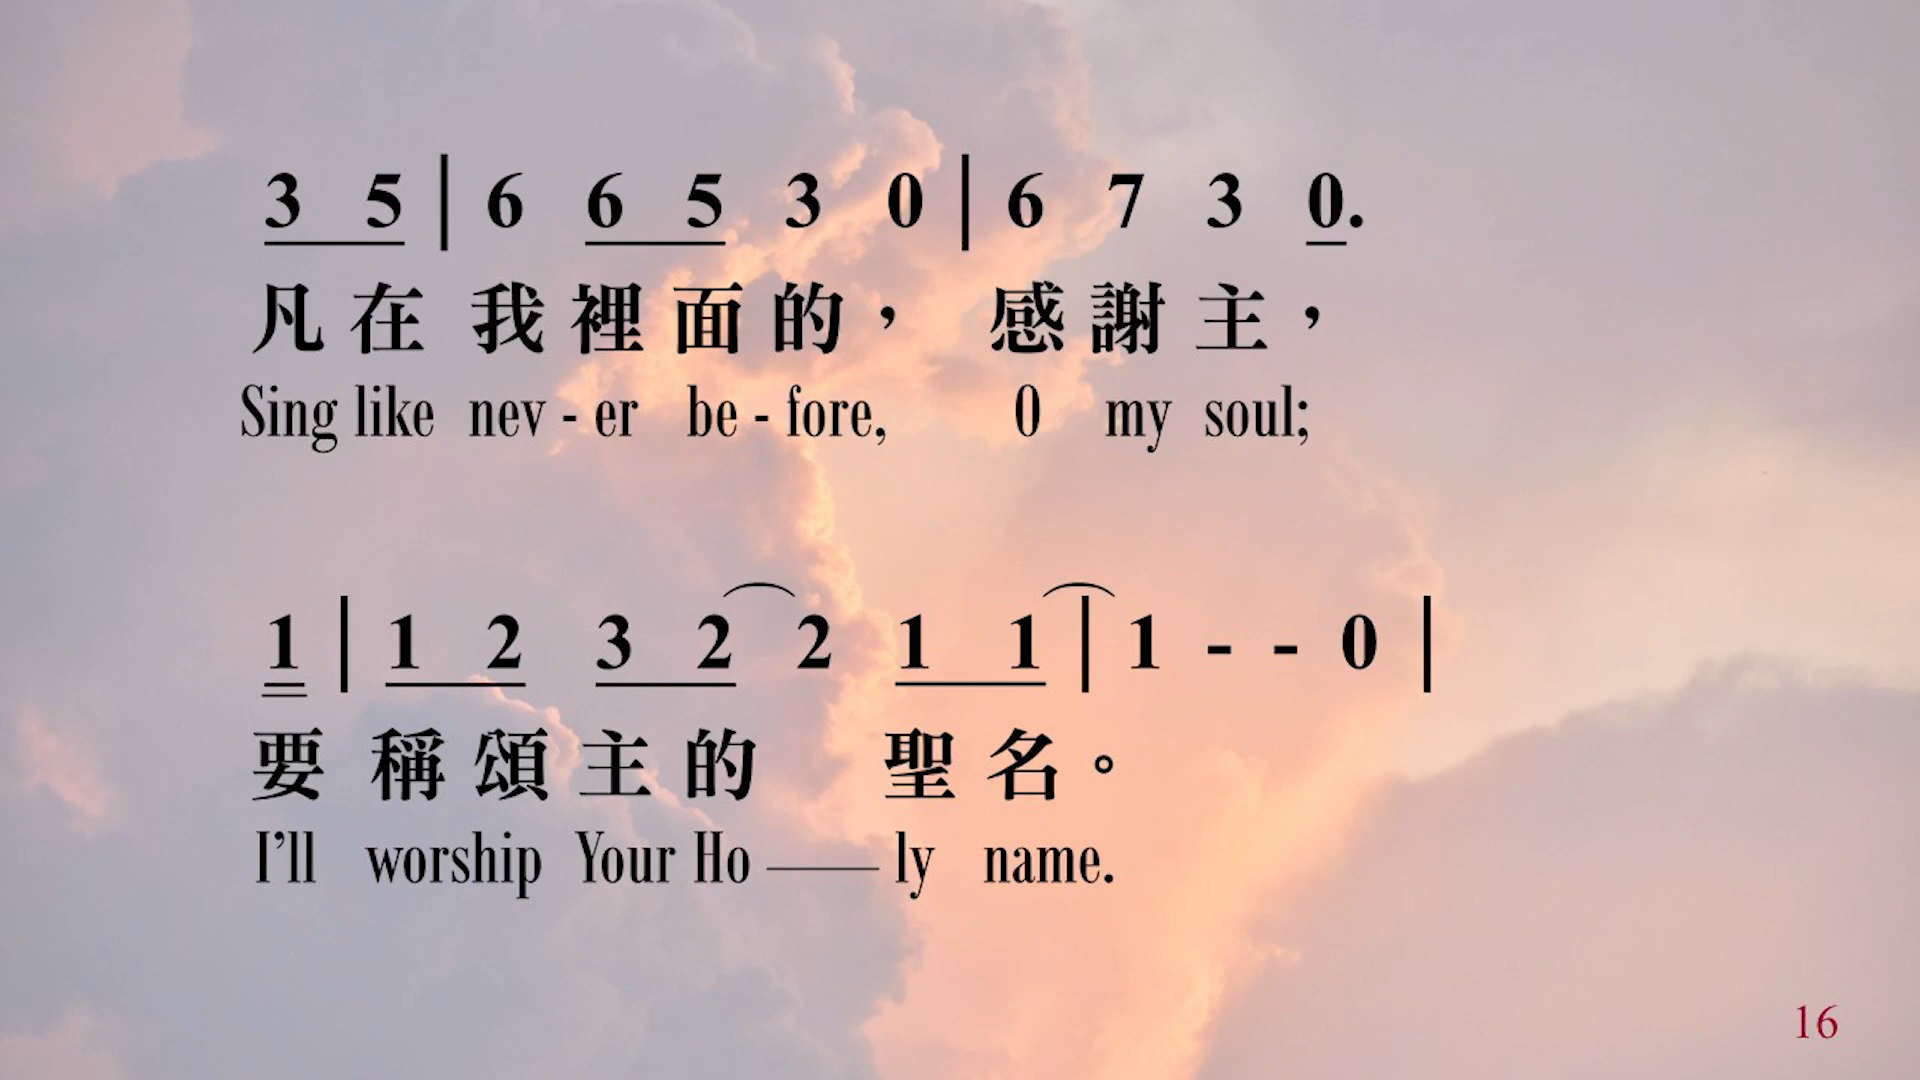 3 5 | 6 6 5 3 0 | 6 7 3 0.
凡在我裡面的， 感謝主，
Sing like nev - er be - fore, O my soul;
1 | 1 2 3 2 2 1 1 | 1 - - 0 |
要稱頌主的 聖名。
I’ll worship Your Ho —— ly name.
16